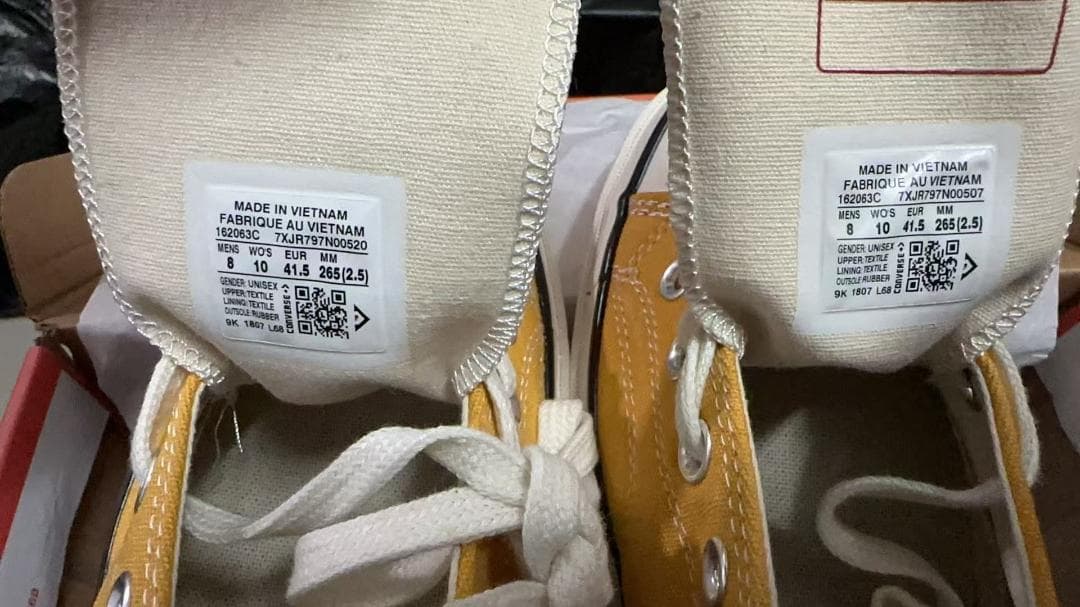 MADE IN VIETNAM
FABRIQUE AU VIETNAM
162063C 7XJR797N00520
MENS WO'S EUR MM
8 10 41.5 265(2.5)
GENDER: UNISEX
UPPER:TEXTILE
LINING:TEXTILE
OUTSOLE:RUBBER
9K 1807 L68
CONVERSE
MADE IN VIETNAM
FABRIQUE AU VIETNAM
162063C 7XJR797N00507
MENS WO'S EUR MM
8 10 41.5 265(2.5)
GENDER: UNISEX
UPPER:TEXTILE
LINING:TEXTILE
OUTSOLE:RUBBER
9K 1807 L68
CONVERSE